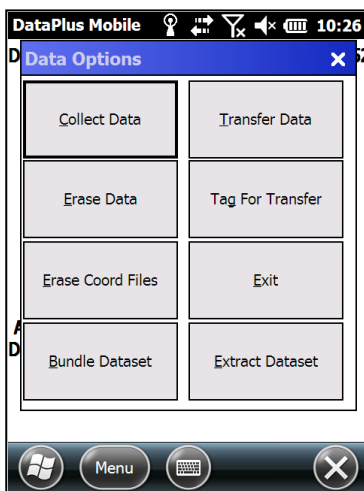 DataPlus Mobile 10:26
D
Data Options
Collect Data Transfer Data
Erase Data Tag For Transfer
Erase Coord Files Exit
Bundle Dataset Extract Dataset
D
Menu